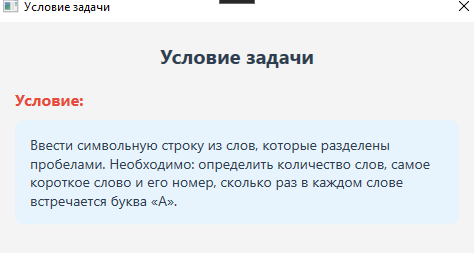 Условие задачи
Условие задачи
Условие:
Ввести символьную строку из слов, которые разделены
пробелами. Необходимо: определить количество слов, самое
короткое слово и его номер, сколько раз в каждом слове
встречается буква «А».